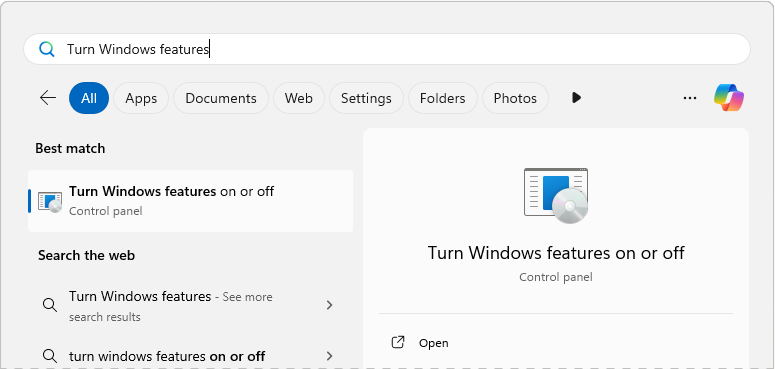 Turn Windows features
All
Apps
Documents
Web
Settings
Folders
Photos
...
Best match
Turn Windows features on or off
Control panel
Search the web
Turn Windows features - See more
search results
turn windows features on or off
Turn Windows features on or off
Control panel
Open